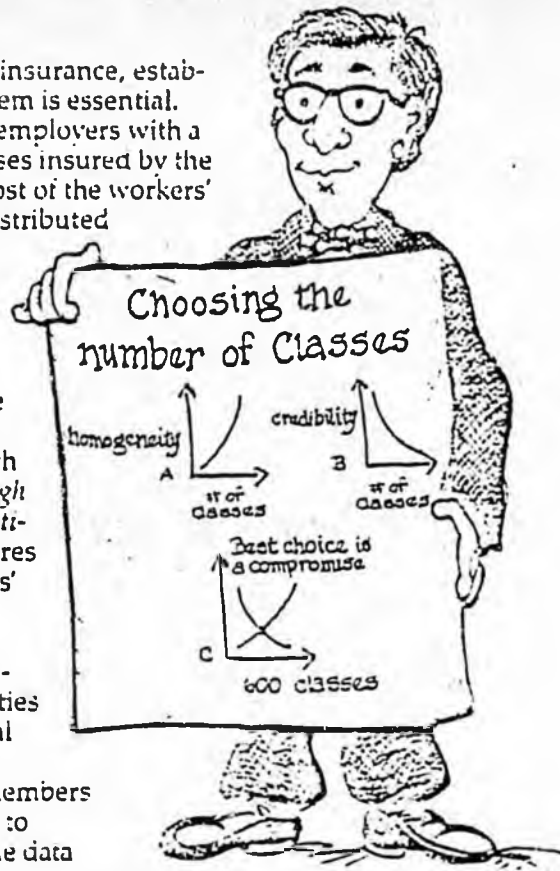 insurance, estab-
em is essential.
employers with a
ses insured by the
ost of the workers'
stributed
e
h
gh
ti-
res
s'
-
ties
al
nembers
to
e data
Choosing the
number of Classes
homogeneity
A
# of
classes
credibility
B
# of
classes
Best choice is
a compromise
C
600 classes